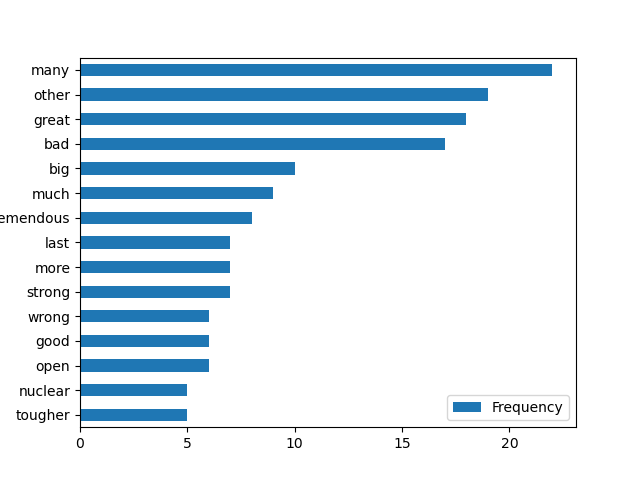 many
other
great
bad
big
much
emendous
last
more
strong
wrong
good
open
nuclear
tougher
Frequency
0 5 10 15 20